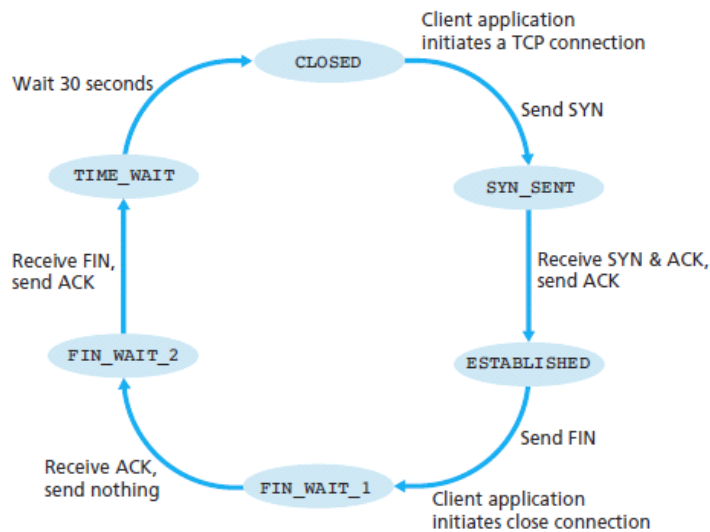 Client application
initiates a TCP connection
CLOSED
Wait 30 seconds
Send SYN
TIME_WAIT
SYN_SENT
Receive FIN,
send ACK
Receive SYN & ACK,
send ACK
FIN_WAIT_2
ESTABLISHED
Send FIN
Receive ACK,
send nothing
FIN_WAIT_1
Client application
initiates close connection